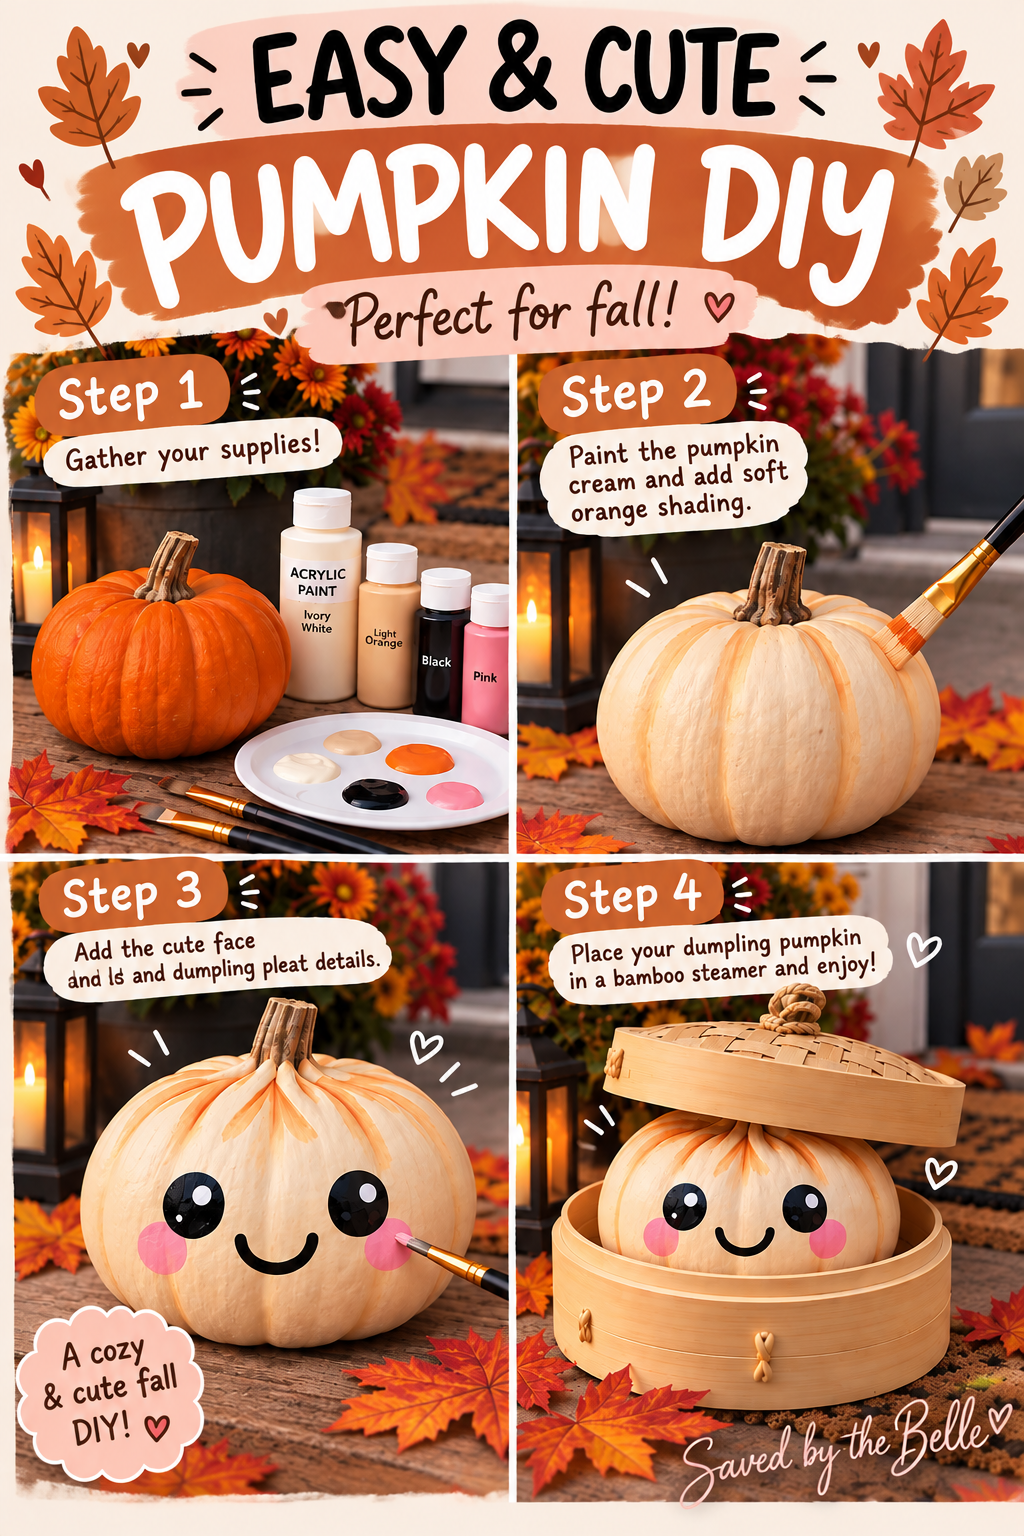 EASY & CUTE
PUMPKIN DIY
Perfect for fall!
Step 1
Gather your supplies!
ACRYLIC
PAINT
Ivory
White
Light
Orange
Black
Pink
Step 2
Paint the pumpkin
cream and add soft
orange shading.
Step 3
Add the cute face
and ls and dumpling pleat details.
A cozy
& cute fall
DIY!
Step 4
Place your dumpling pumpkin
in a bamboo steamer and enjoy!
Saved by the Belle